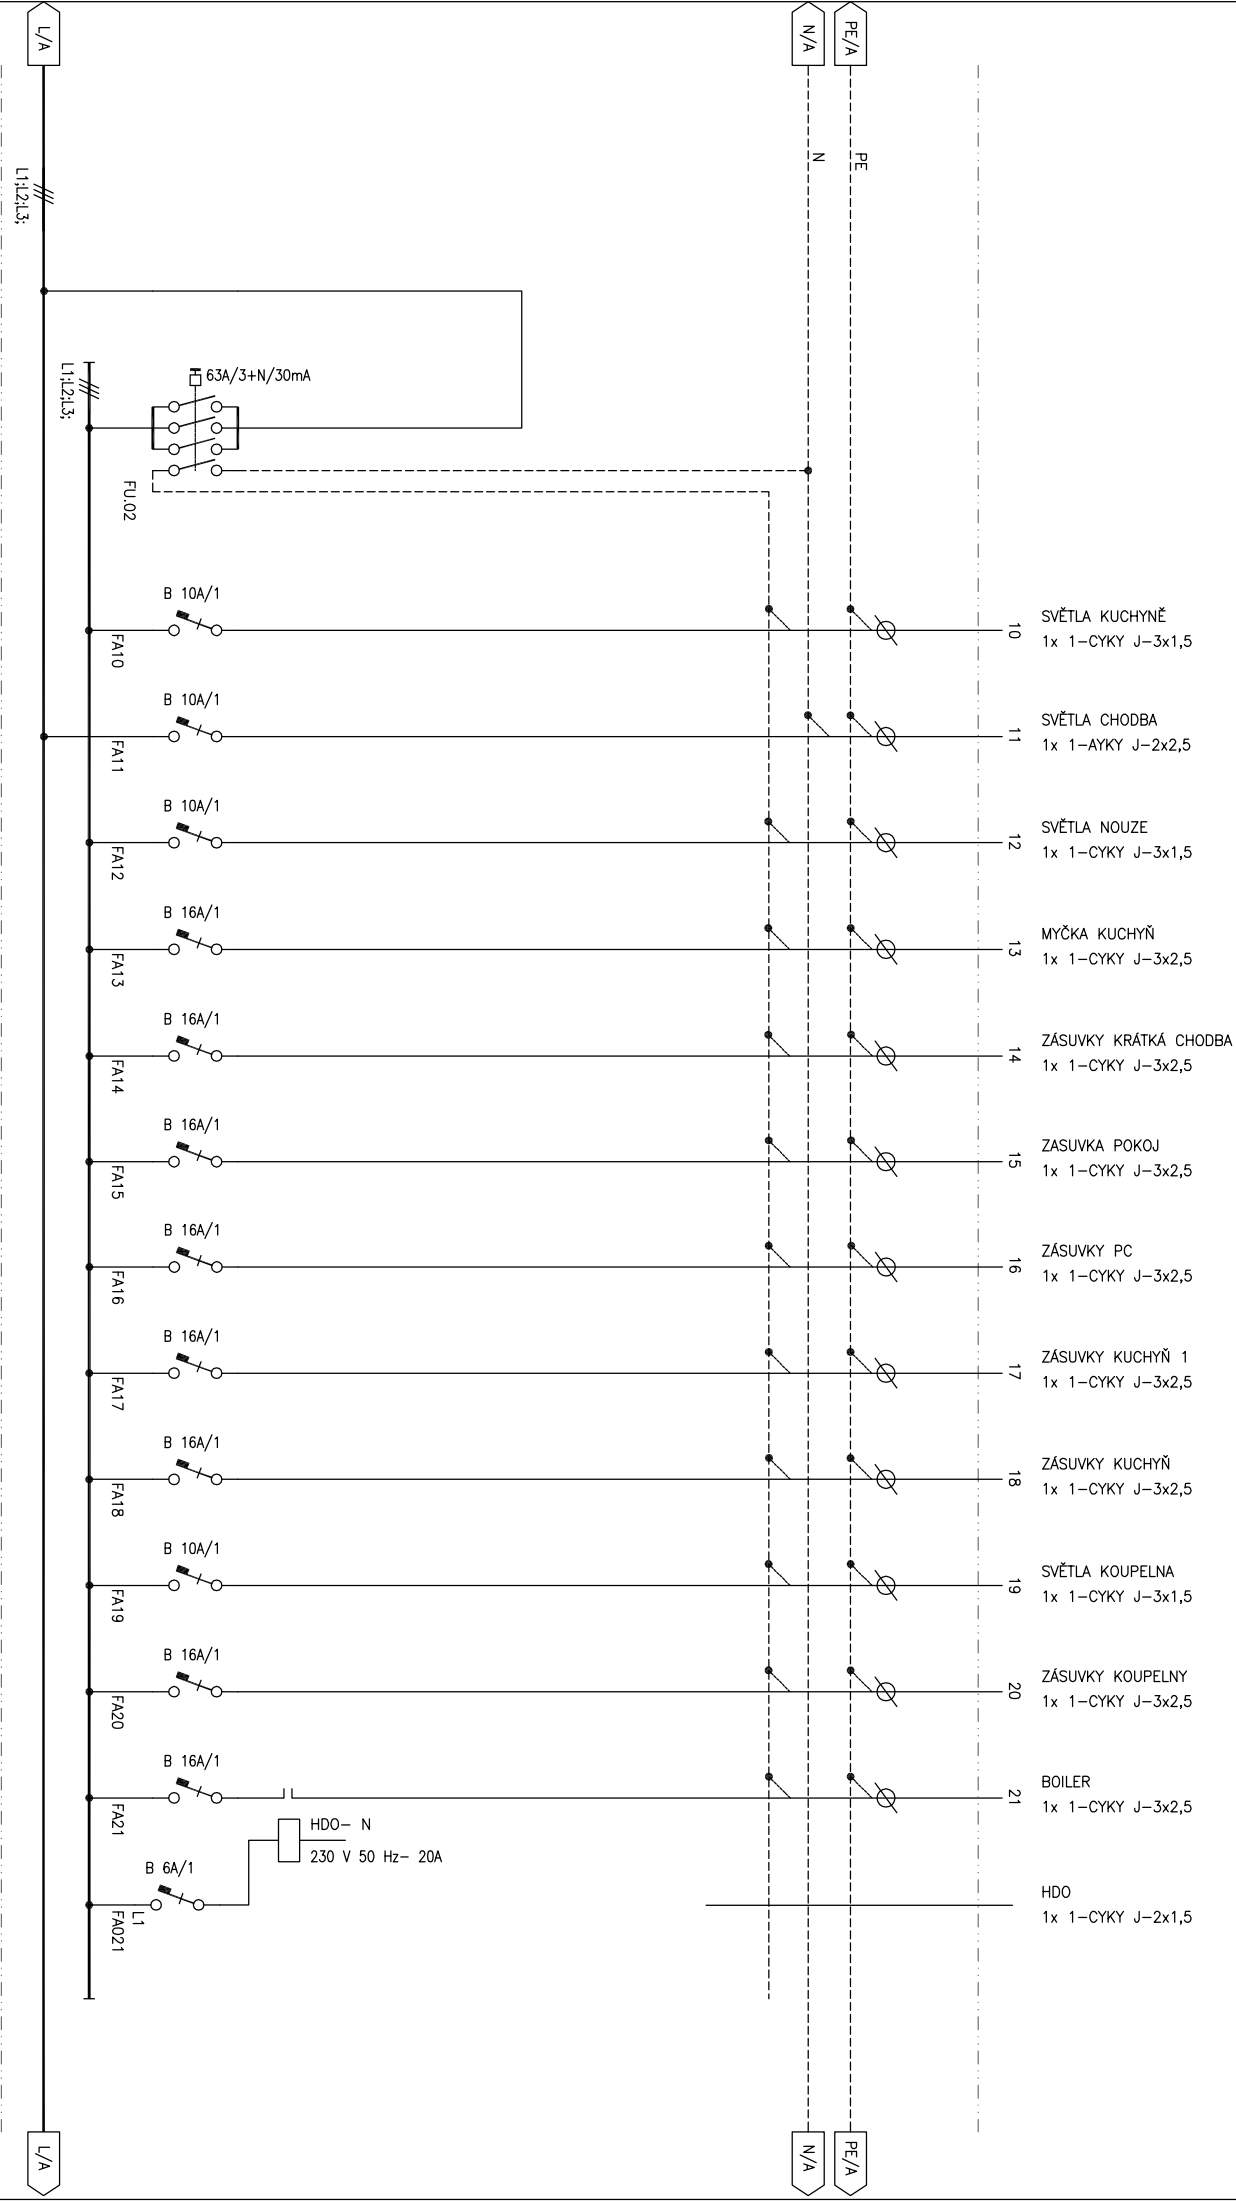 L/A
N/A
PE/A
N
PE
L1;L2;L3;
L1;L2;L3;
63A/3+N/30mA
FU.02
B 10A/1
FA10
10
SVĚTLA KUCHYNĚ
1x 1-CYKY J-3x1,5
B 10A/1
FA11
11
SVĚTLA CHODBA
1x 1-AYKY J-2x2,5
B 10A/1
FA12
12
SVĚTLA NOUZE
1x 1-CYKY J-3x1,5
B 16A/1
FA13
13
MYČKA KUCHYŇ
1x 1-CYKY J-3x2,5
B 16A/1
FA14
14
ZÁSUVKY KRÁTKÁ CHODBA
1x 1-CYKY J-3x2,5
B 16A/1
FA15
15
ZASUVKA POKOJ
1x 1-CYKY J-3x2,5
B 16A/1
FA16
16
ZÁSUVKY PC
1x 1-CYKY J-3x2,5
B 16A/1
FA17
17
ZÁSUVKY KUCHYŇ 1
1x 1-CYKY J-3x2,5
B 16A/1
FA18
18
ZÁSUVKY KUCHYŇ
1x 1-CYKY J-3x2,5
B 10A/1
FA19
19
SVĚTLA KOUPELNA
1x 1-CYKY J-3x1,5
B 16A/1
FA20
20
ZÁSUVKY KOUPELNY
1x 1-CYKY J-3x2,5
B 16A/1
FA21
21
BOILER
1x 1-CYKY J-3x2,5
HDO- N
230 V 50 Hz- 20A
B 6A/1
L1
FA021
HDO
1x 1-CYKY J-2x1,5
L/A
N/A
PE/A